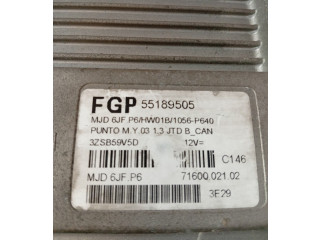 FGP 55189505
MJD 6JF.P6/HW01B/1056-P640
PUNTO M.Y.03 1.3 JTD B_CAN
3ZSB59V5D 12V=
C146
MJD 6JF.P6 71600.021.02
3F29